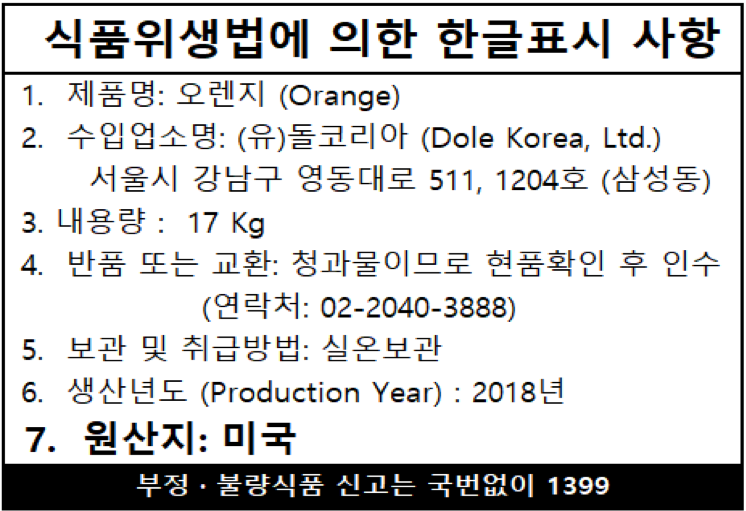 식품위생법에 의한 한글표시 사항
1. 제품명: 오렌지 (Orange)
2. 수입업소명: (유)돌코리아 (Dole Korea, Ltd.)
서울시 강남구 영동대로 511, 1204호 (삼성동)
3. 내용량 : 17 Kg
4. 반품 또는 교환: 청과물이므로 현품확인 후 인수
(연락처: 02-2040-3888)
5. 보관 및 취급방법: 실온보관
6. 생산년도 (Production Year) : 2018년
7. 원산지: 미국
부정 · 불량식품 신고는 국번없이 1399